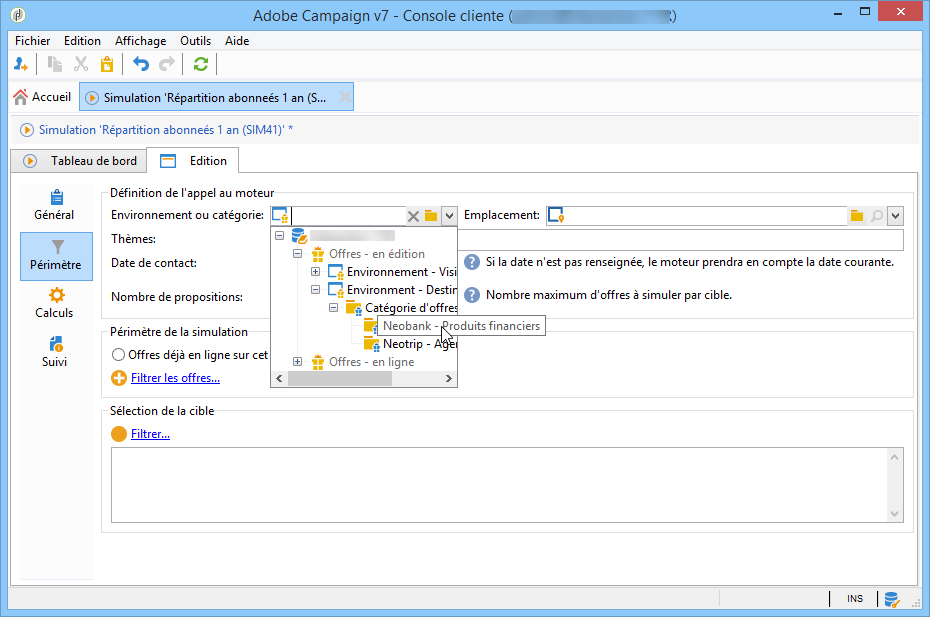 Adobe Campaign v7 - Console cliente (
Fichier Edition Affichage Outils Aide
Accueil Simulation 'Répartition abonneés 1 an (S...
Simulation 'Répartition abonneés 1 an (SIM41)' *
Tableau de bord Edition
Général
Périmètre
Calculs
Suivi
Définition de l'appel au moteur
Environnement ou catégorie: Emplacement:
Thèmes:
Date de contact: Si la date n'est pas renseignée, le moteur prendra en compte la date courante.
Nombre de propositions: Nombre maximum d'offres à simuler par cible.
Offres - en édition
Environnement - Visi
Environment - Destin
Catégorie d'offres
Neobank - Produits financiers
Neotrip - Agen
Offres - en ligne
Périmètre de la simulation
Offres déjà en ligne sur cet
Filtrer les offres...
Sélection de la cible
Filtrer...
INS